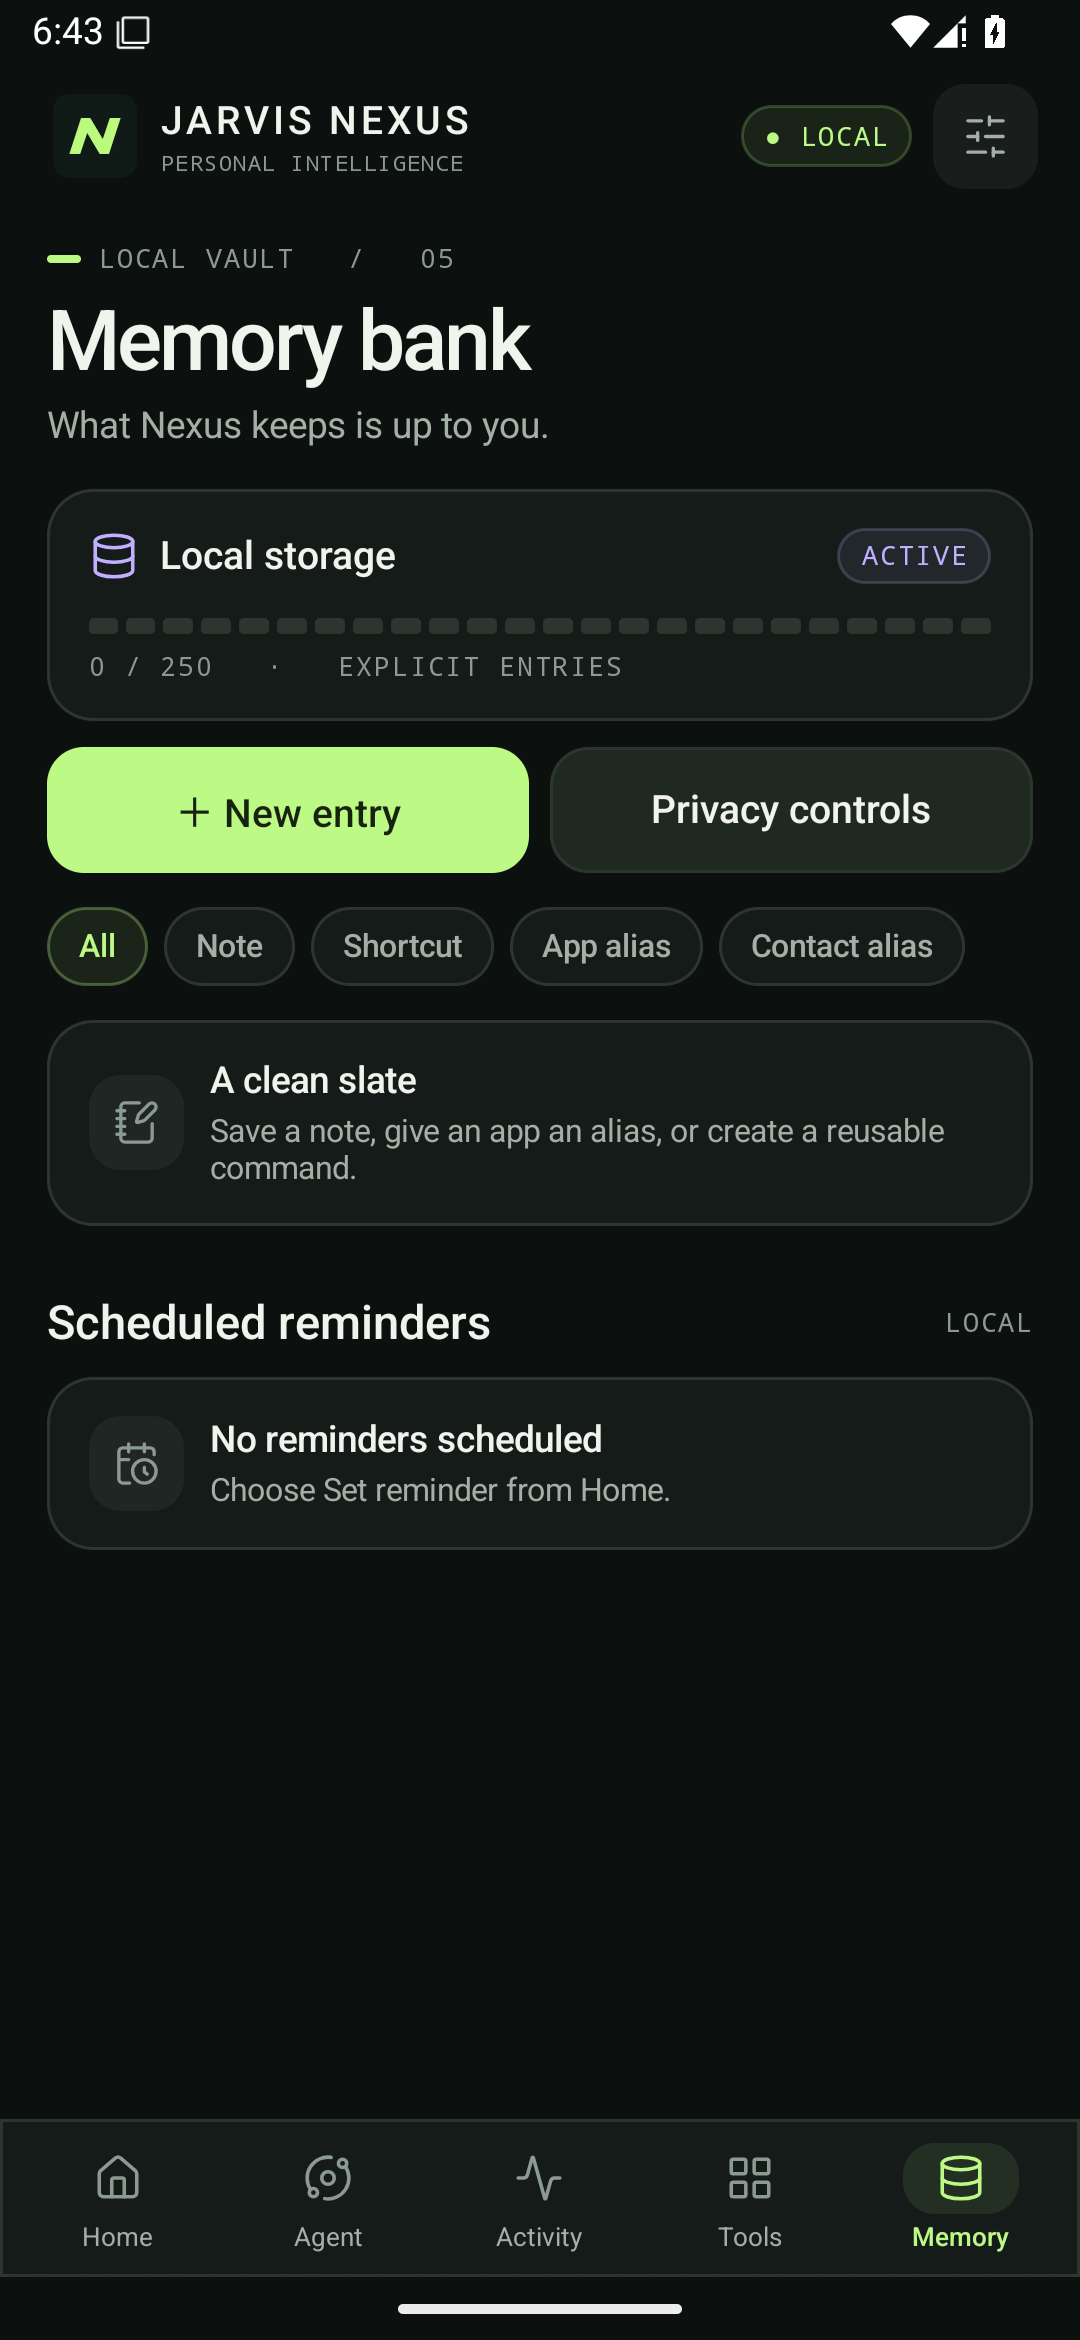 6:43
JARVIS NEXUS
PERSONAL INTELLIGENCE
LOCAL
LOCAL VAULT / 05
Memory bank
What Nexus keeps is up to you.
Local storage
ACTIVE
0 / 250 · EXPLICIT ENTRIES
+ New entry
Privacy controls
All
Note
Shortcut
App alias
Contact alias
A clean slate
Save a note, give an app an alias, or create a reusable
command.
Scheduled reminders
LOCAL
No reminders scheduled
Choose Set reminder from Home.
Home
Agent
Activity
Tools
Memory